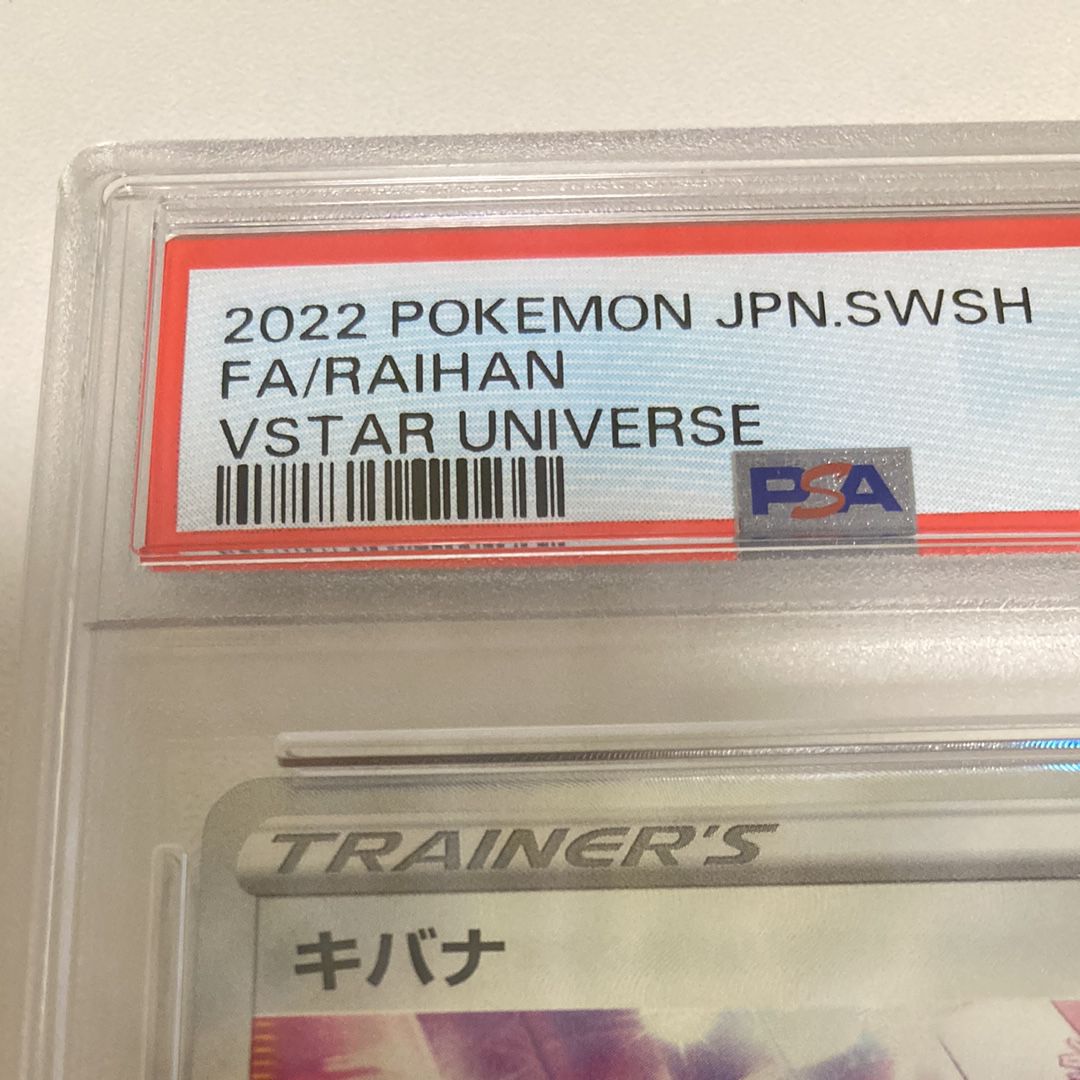 2022 POKEMON JPN.SWSH
FA/RAIHAN
VSTAR UNIVERSE
PSA
TRAINER'S
キバナ